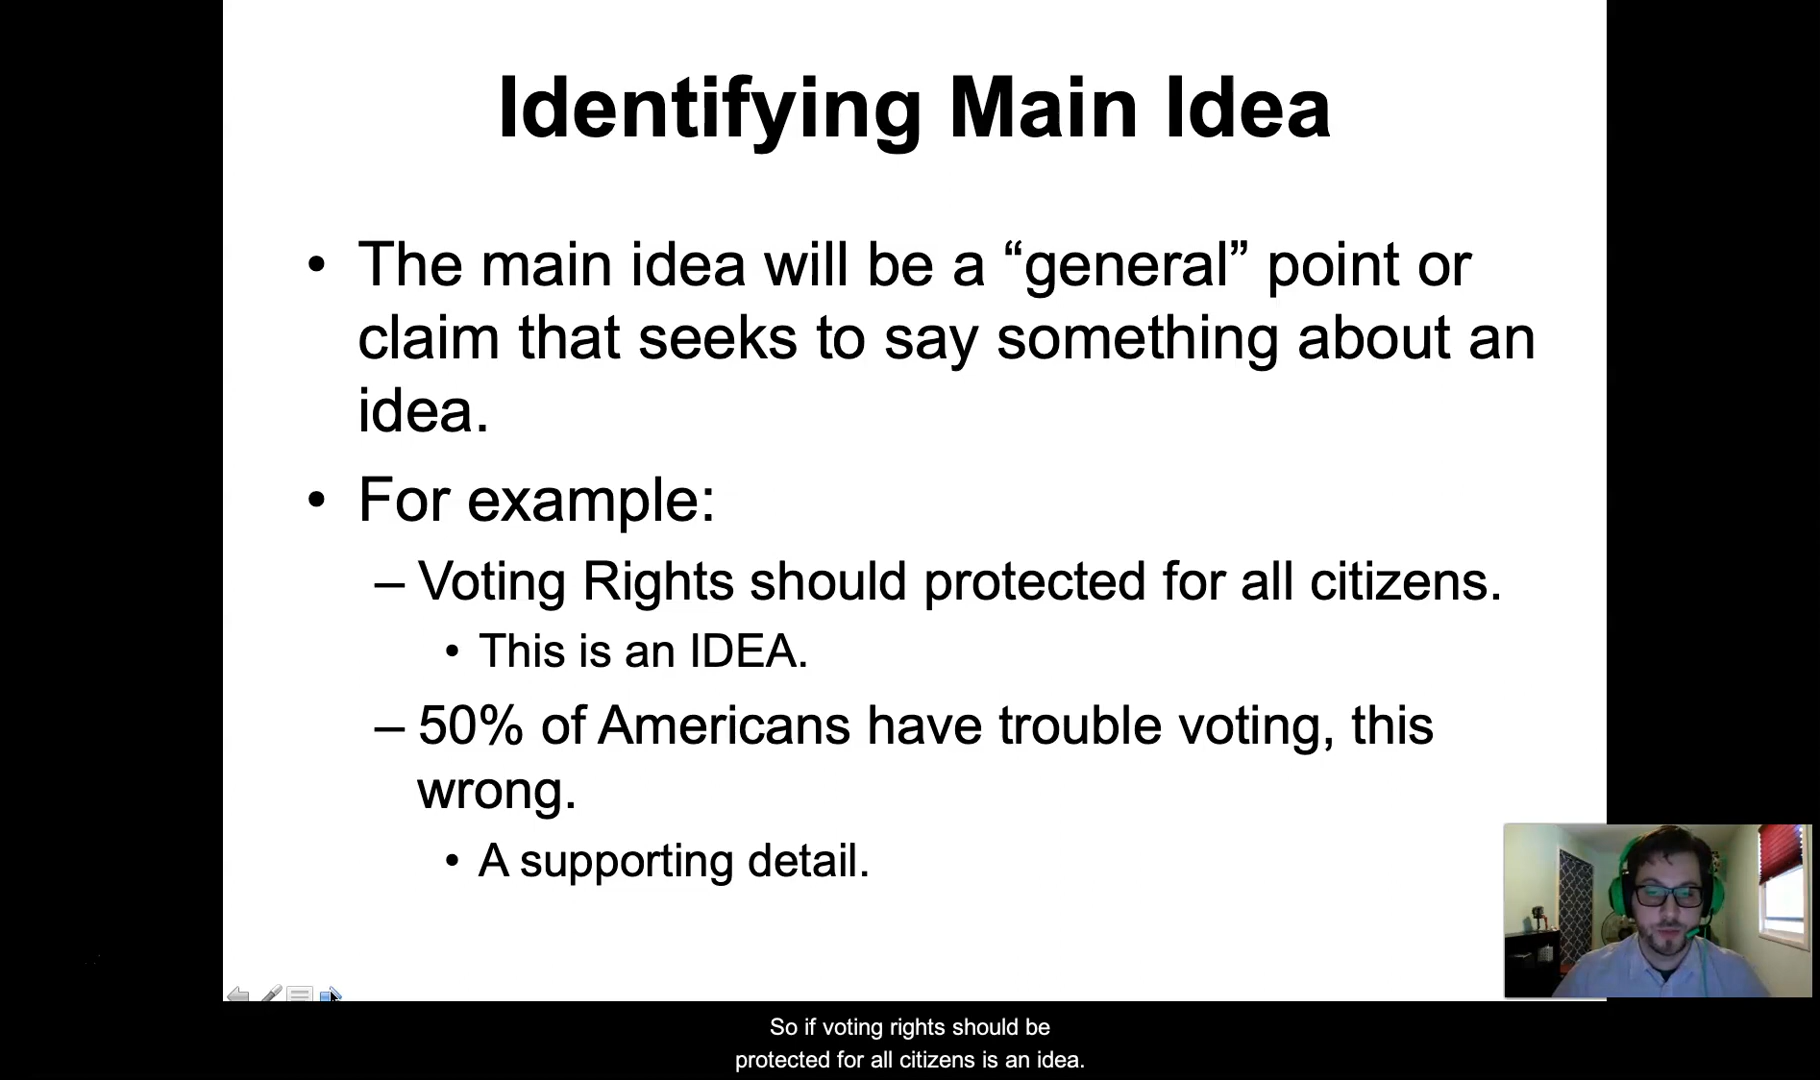 Identifying Main Idea
• The main idea will be a “general” point or
claim that seeks to say something about an
idea.
• For example:
– Voting Rights should protected for all citizens.
• This is an IDEA.
– 50% of Americans have trouble voting, this
wrong.
• A supporting detail.
So if voting rights should be
protected for all citizens is an idea.